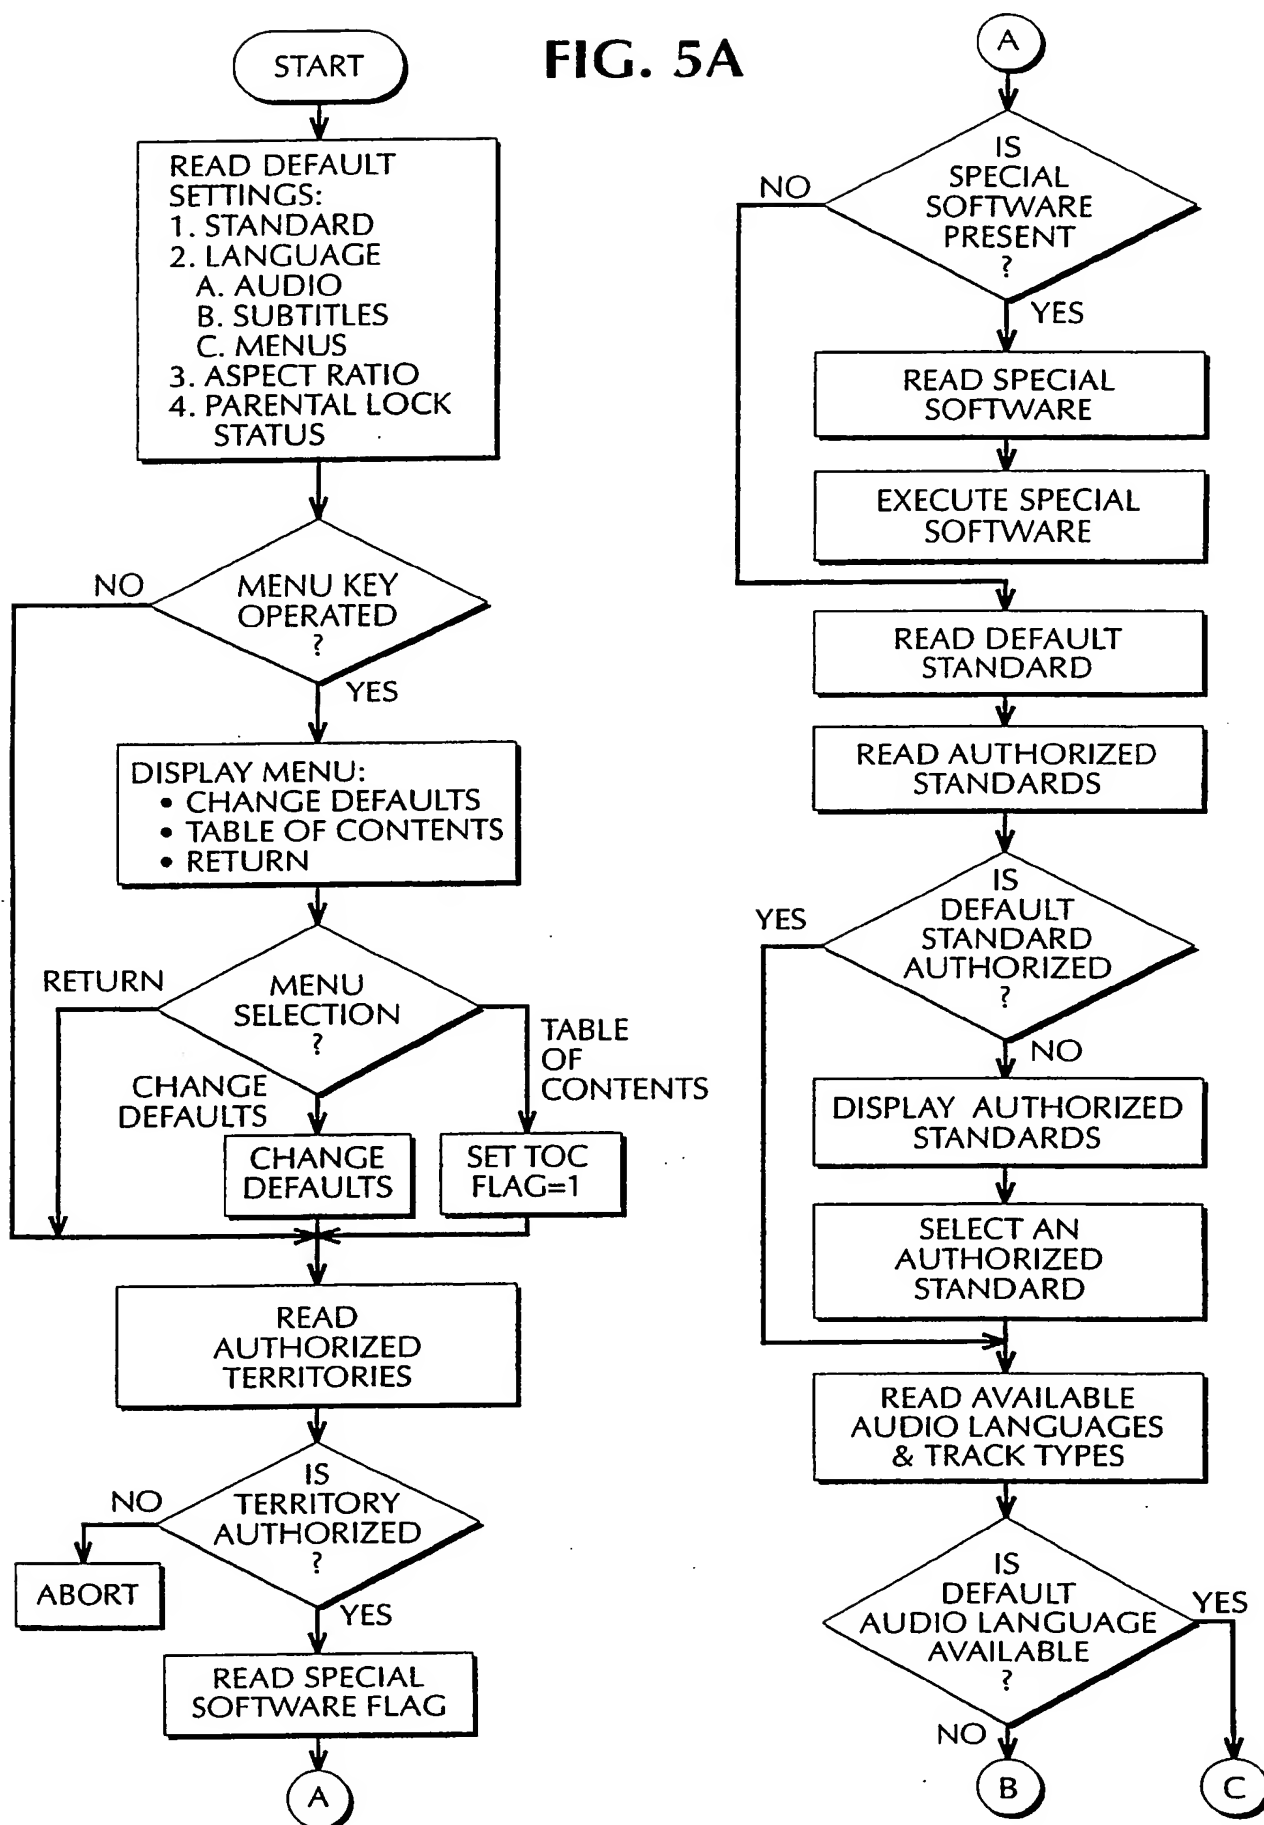 FIG. 5A
START
READ DEFAULT
SETTINGS:
1. STANDARD
2. LANGUAGE
A. AUDIO
B. SUBTITLES
C. MENUS
3. ASPECT RATIO
4. PARENTAL LOCK
STATUS
NO
MENU KEY
OPERATED
?
YES
DISPLAY MENU:
• CHANGE DEFAULTS
• TABLE OF CONTENTS
• RETURN
RETURN
MENU
SELECTION
?
TABLE
OF
CONTENTS
CHANGE
DEFAULTS
CHANGE
DEFAULTS
SET TOC
FLAG=1
READ
AUTHORIZED
TERRITORIES
NO
IS
TERRITORY
AUTHORIZED
?
ABORT
YES
READ SPECIAL
SOFTWARE FLAG
A
A
IS
SPECIAL
SOFTWARE
PRESENT
?
NO
YES
READ SPECIAL
SOFTWARE
EXECUTE SPECIAL
SOFTWARE
READ DEFAULT
STANDARD
READ AUTHORIZED
STANDARDS
YES
IS
DEFAULT
STANDARD
AUTHORIZED
?
NO
DISPLAY AUTHORIZED
STANDARDS
SELECT AN
AUTHORIZED
STANDARD
READ AVAILABLE
AUDIO LANGUAGES
& TRACK TYPES
IS
DEFAULT
AUDIO LANGUAGE
AVAILABLE
?
YES
NO
B
C